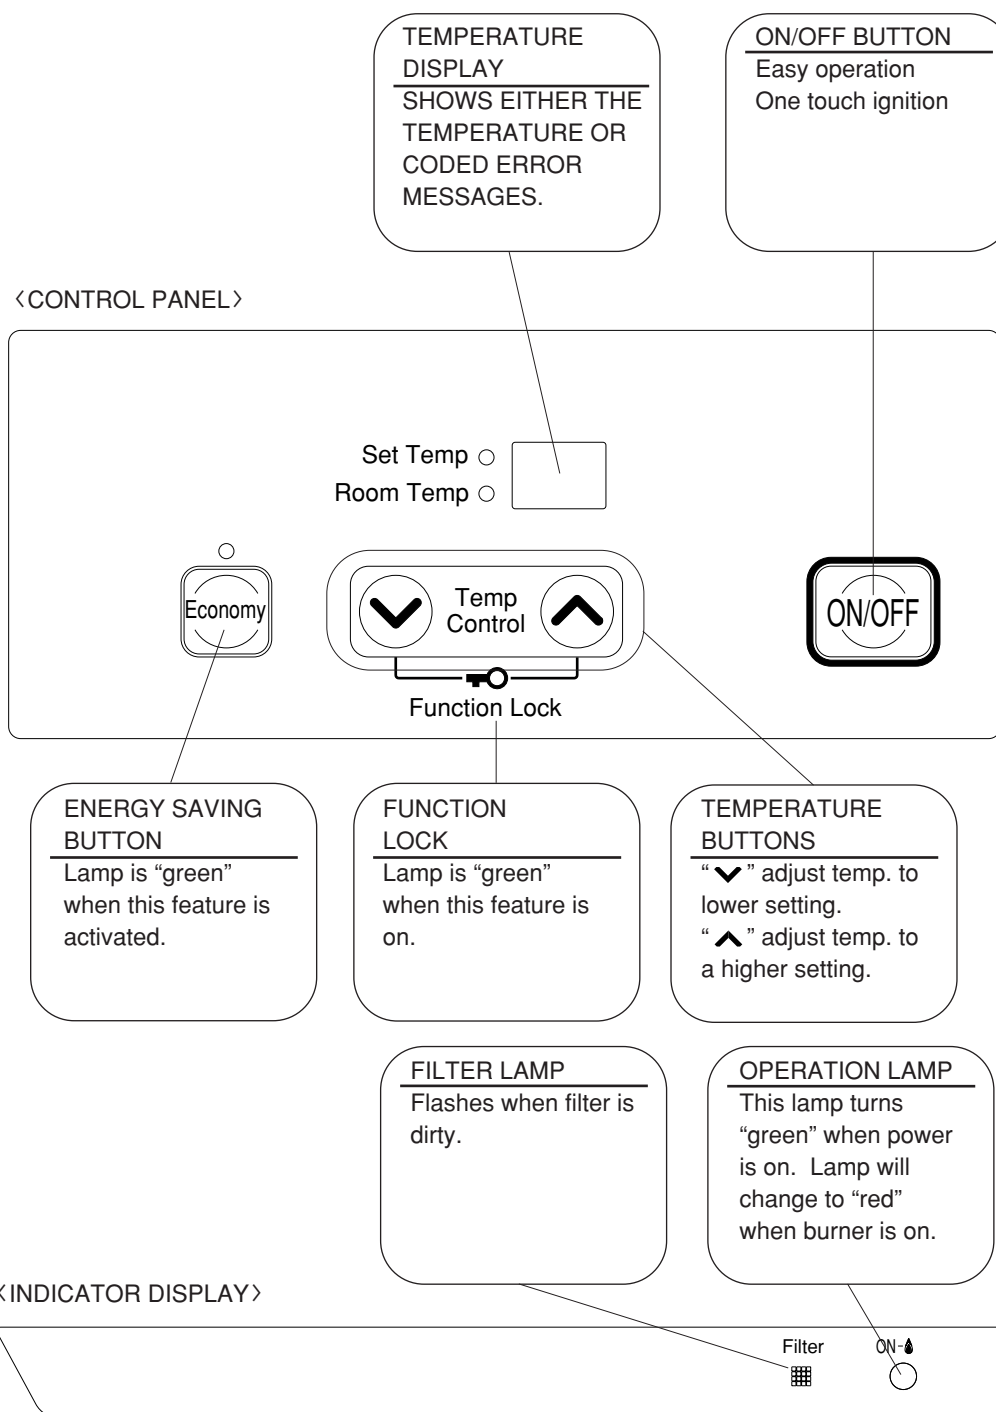 TEMPERATURE
DISPLAY
SHOWS EITHER THE
TEMPERATURE OR
CODED ERROR
MESSAGES.
ON/OFF BUTTON
Easy operation
One touch ignition
〈CONTROL PANEL〉
Set Temp
Room Temp
Economy
Temp
Control
ON/OFF
Function Lock
ENERGY SAVING
BUTTON
Lamp is “green”
when this feature is
activated.
FUNCTION
LOCK
Lamp is “green”
when this feature is
on.
TEMPERATURE
BUTTONS
“ ” adjust temp. to
lower setting.
“ ” adjust temp. to
a higher setting.
FILTER LAMP
Flashes when filter is
dirty.
OPERATION LAMP
This lamp turns
“green” when power
is on. Lamp will
change to “red”
when burner is on.
〈INDICATOR DISPLAY〉
Filter
ON-